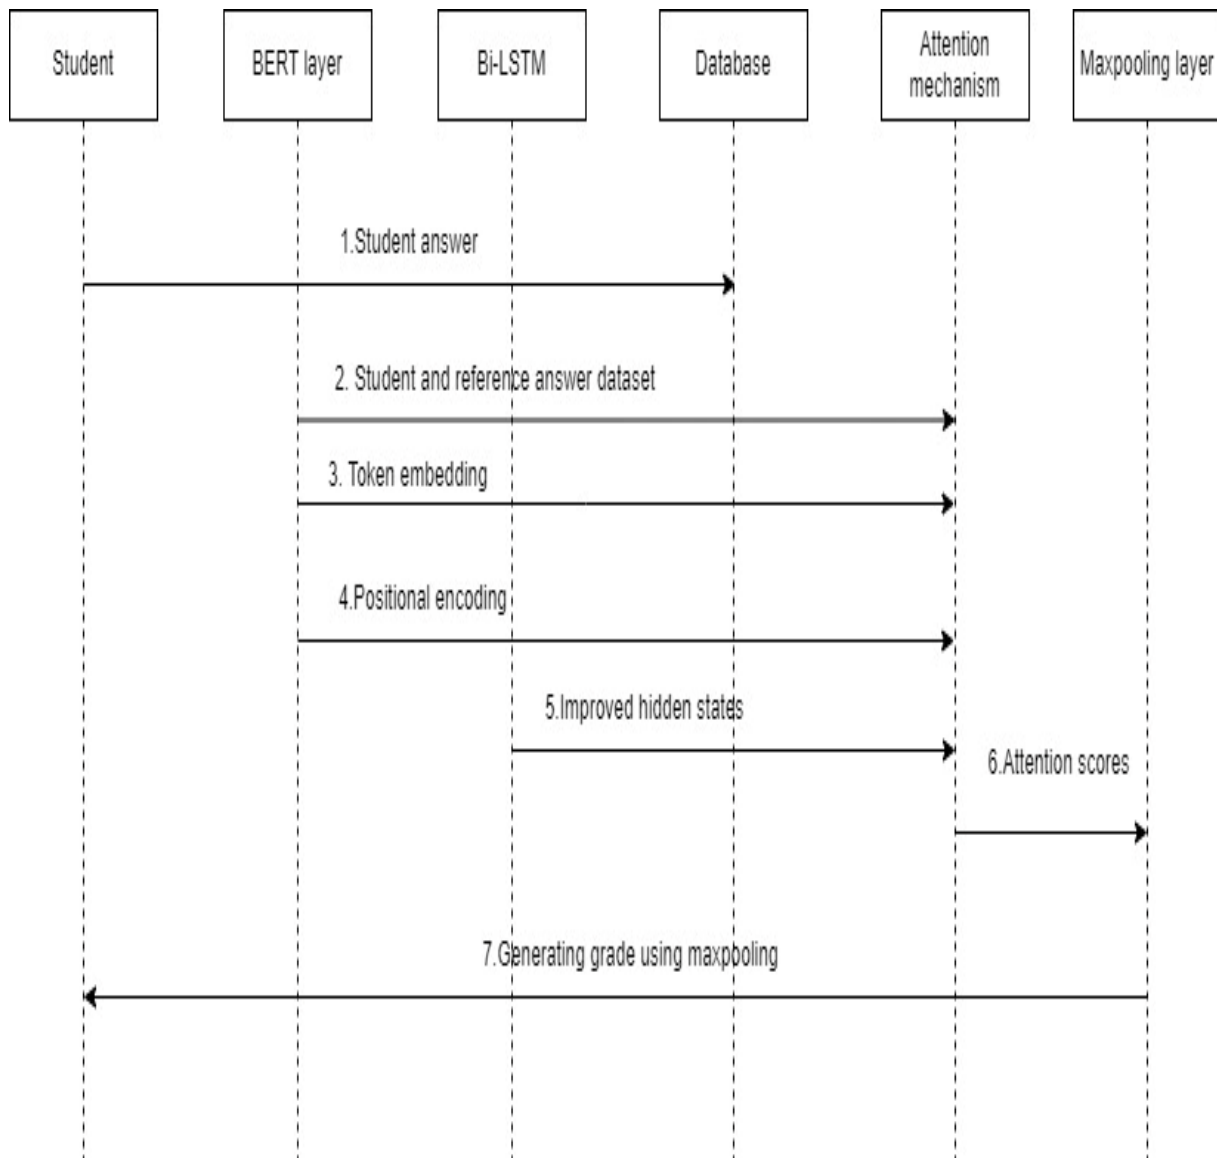 Student
BERT layer
Bi-LSTM
Database
Attention
mechanism
Maxpooling layer
1.Student answer
2. Student and reference answer dataset
3. Token embedding
4.Positional encoding
5.Improved hidden states
6.Attention scores
7.Generating grade using maxpooling